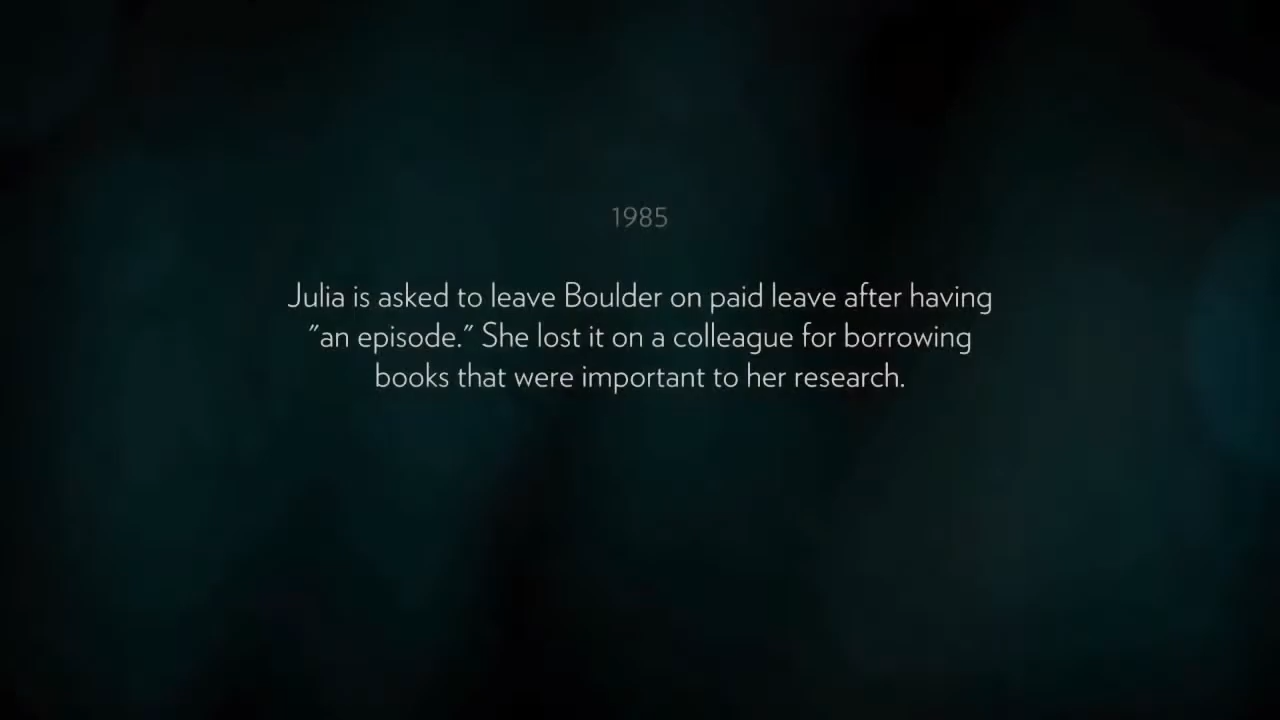 1985
Julia is asked to leave Boulder on paid leave after having
"an episode." She lost it on a colleague for borrowing
books that were important to her research.